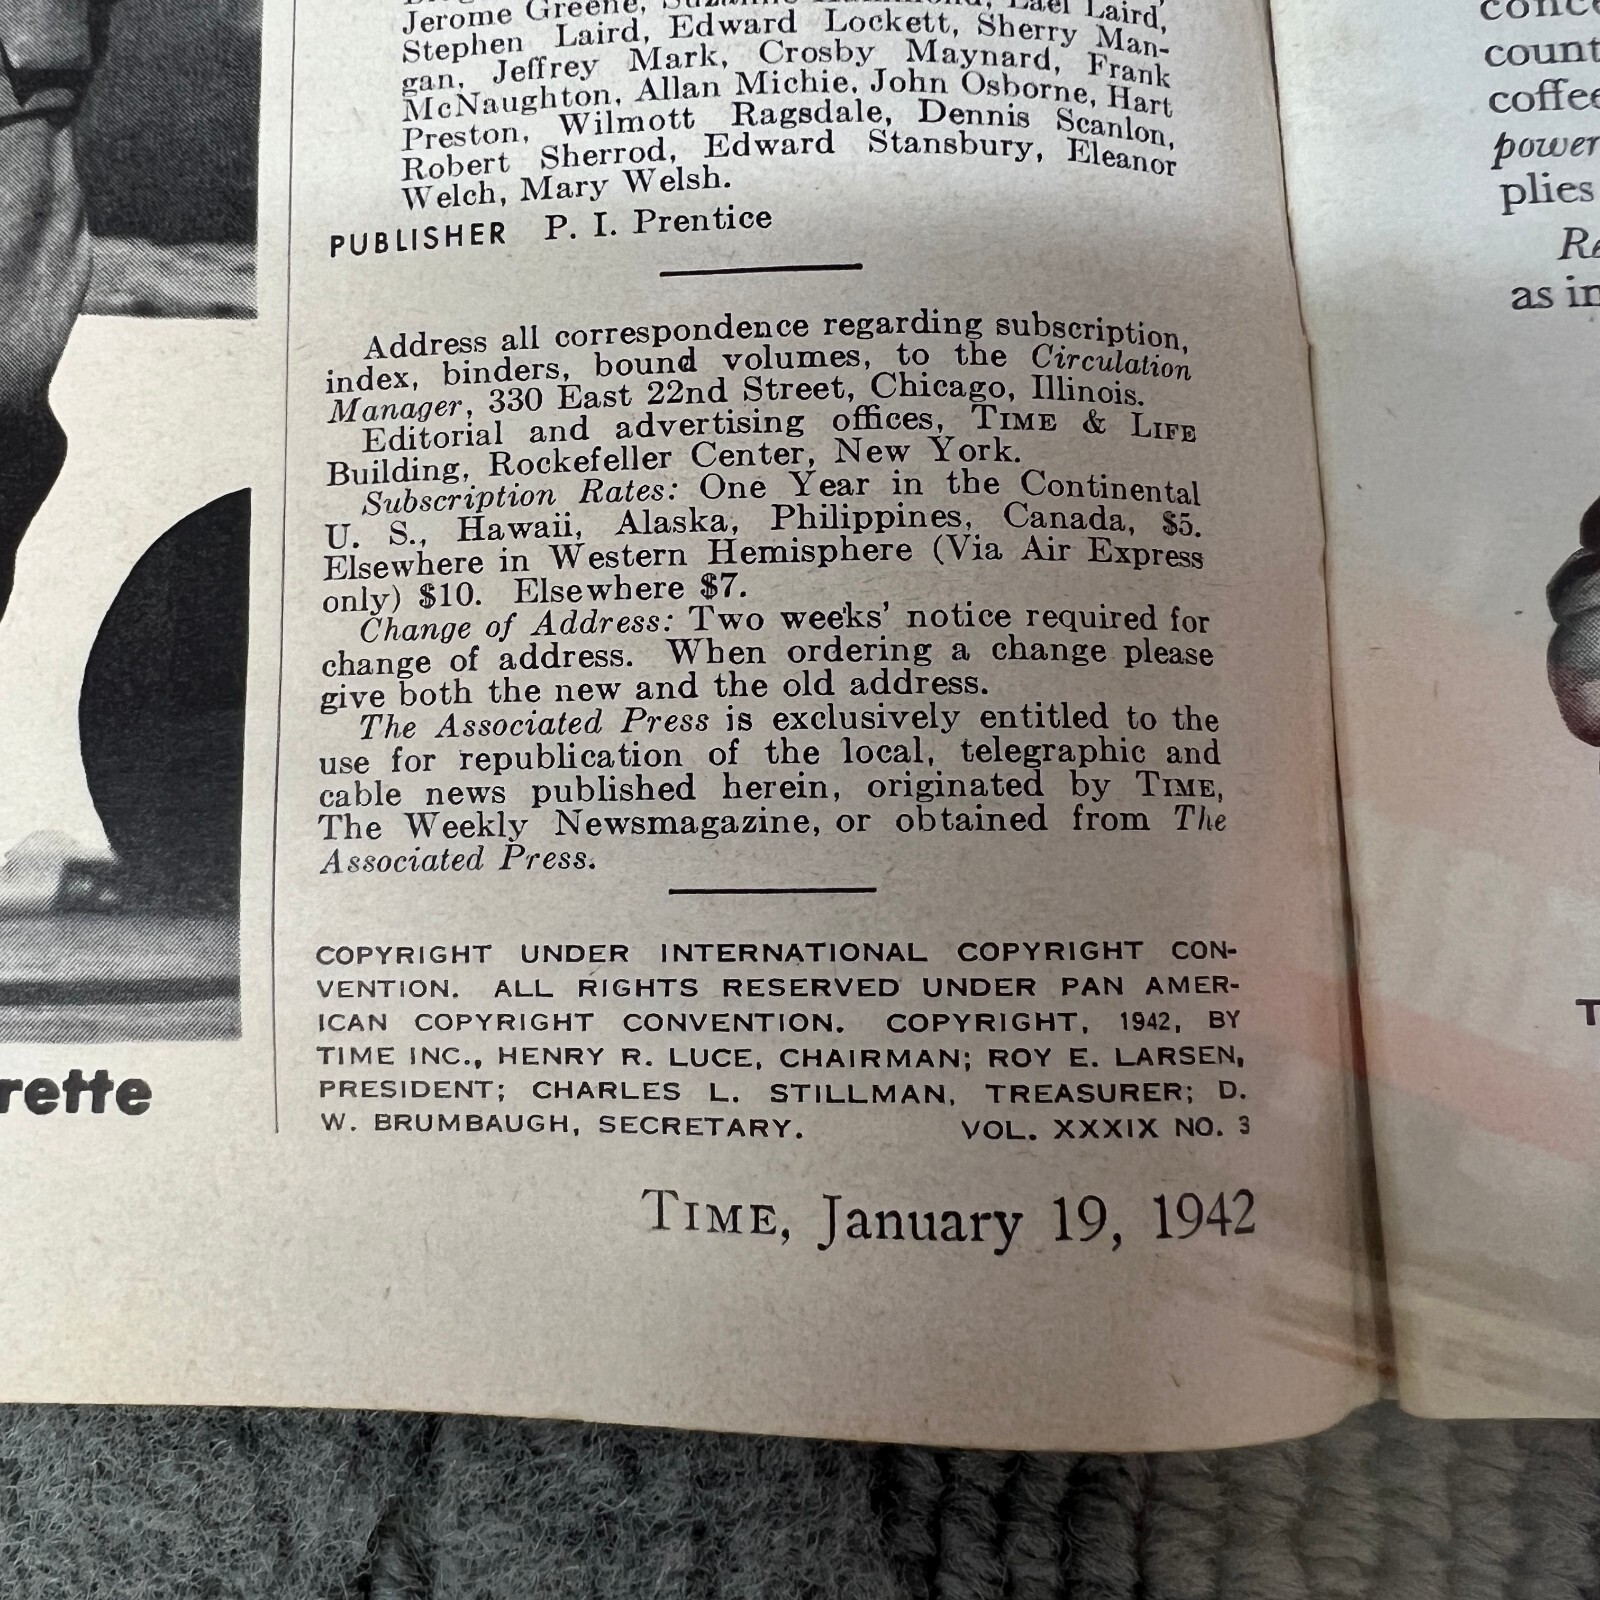 Jerome Greene, Laird,
Stephen Laird, Edward Lockett, Sherry Man-
gan, Jeffrey Mark, Crosby Maynard, Frank
McNaughton, Allan Michie, John Osborne, Hart
Preston, Wilmott Ragsdale, Dennis Scanlon,
Robert Sherrod, Edward Stansbury, Eleanor
Welch, Mary Welsh.
PUBLISHER P. I. Prentice
Address all correspondence regarding subscription,
index, binders, bound volumes, to the Circulation
Manager, 330 East 22nd Street, Chicago, Illinois.
Editorial and advertising offices, TIME & LIFE
Building, Rockefeller Center, New York.
Subscription Rates: One Year in the Continental
U. S., Hawaii, Alaska, Philippines, Canada, $5.
Elsewhere in Western Hemisphere (Via Air Express
only) $10. Elsewhere $7.
Change of Address: Two weeks' notice required for
change of address. When ordering a change please
give both the new and the old address.
The Associated Press is exclusively entitled to the
use for republication of the local, telegraphic and
cable news published herein, originated by TIME,
The Weekly Newsmagazine, or obtained from The
Associated Press.
COPYRIGHT UNDER INTERNATIONAL COPYRIGHT CON-
VENTION. ALL RIGHTS RESERVED UNDER PAN AMER-
ICAN COPYRIGHT CONVENTION. COPYRIGHT, 1942, BY
TIME INC., HENRY R. LUCE, CHAIRMAN; ROY E. LARSEN,
PRESIDENT; CHARLES L. STILLMAN, TREASURER; D.
W. BRUMBAUGH, SECRETARY. VOL. XXXIX NO. 3
TIME, January 19, 1942
rette
conce
count
coffee
power
plies
Re
as in
T